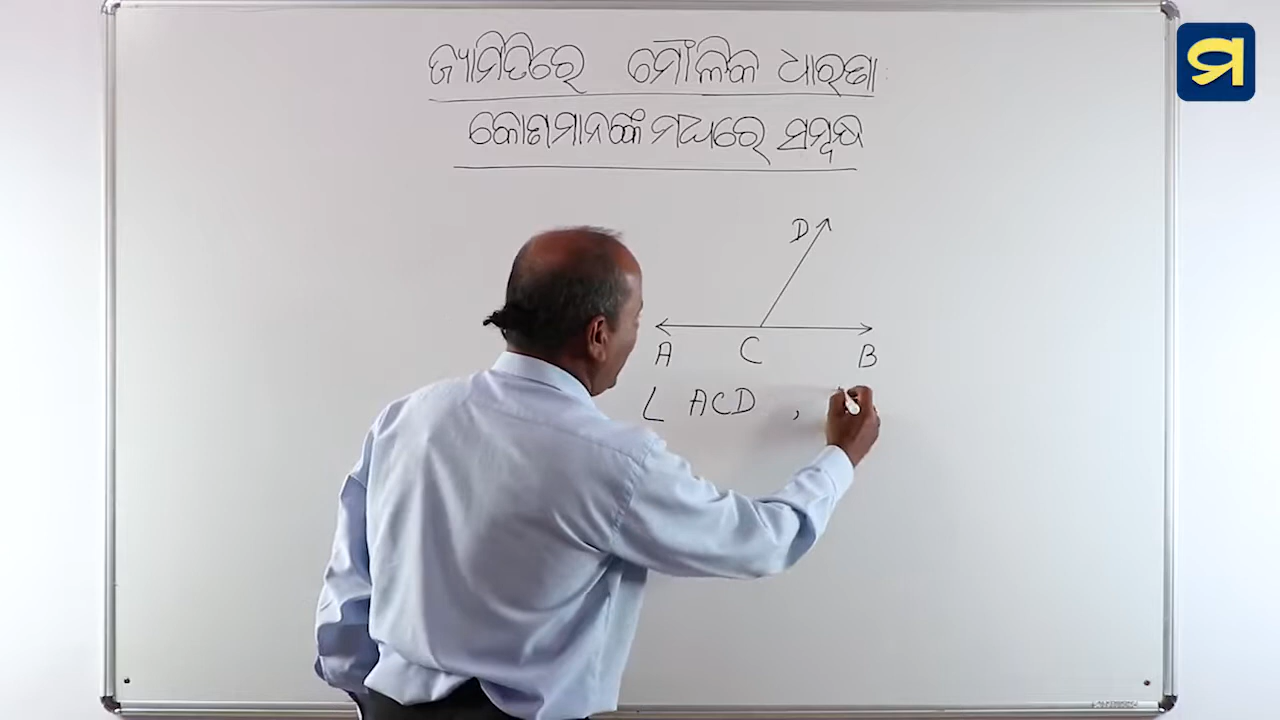 ଜ୍ୟାମିତିରେ ମୌଳିକ ଧାରଣା
କୋଣମାନଙ୍କ ମଧ୍ୟରେ ସମ୍ବନ୍ଧ
D
A C B
∠ ACD ,
ସ